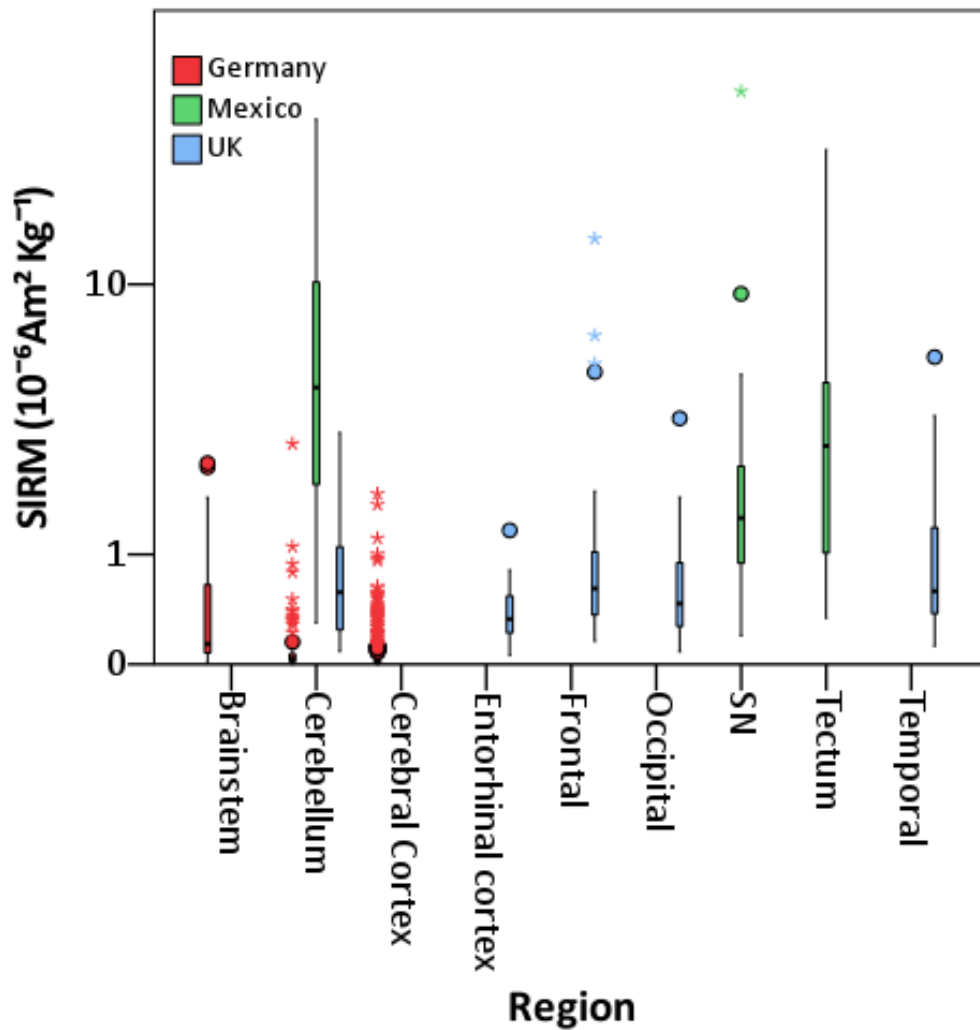 Germany
Mexico
UK
SIRM (10⁻⁶Am² Kg⁻¹)
10
1
0
Brainstem
Cerebellum
Cerebral Cortex
Entorhinal cortex
Frontal
Occipital
SN
Tectum
Temporal
Region